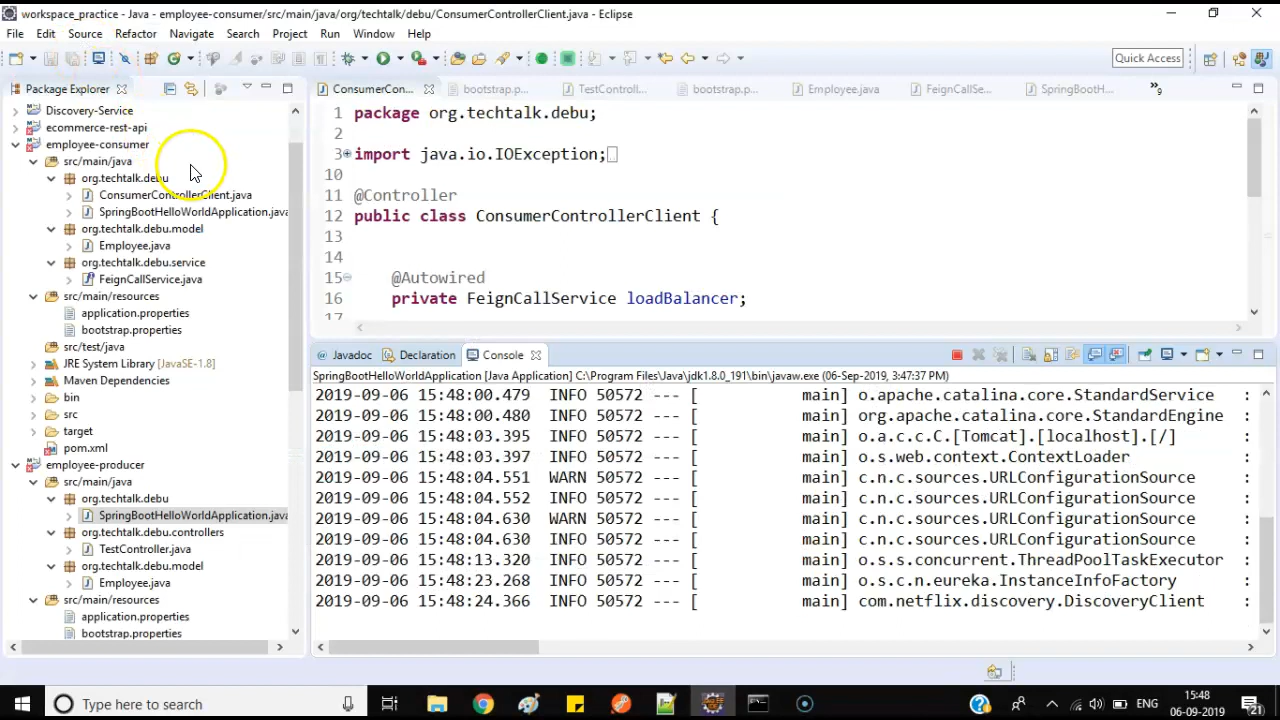 workspace_practice - Java - employee-consumer/src/main/java/org/techtalk/debu/ConsumerControllerClient.java - Eclipse
File Edit Source Refactor Navigate Search Project Run Window Help
Quick Access
Package Explorer
ConsumerCon... bootstrap.p... TestControll... bootstrap.p... Employee.java FeignCallSe... SpringBootH... »9
Discovery-Service
ecommerce-rest-api
employee-consumer
src/main/java
org.techtalk.debu
ConsumerControllerClient.java
SpringBootHelloWorldApplication.java
org.techtalk.debu.model
Employee.java
org.techtalk.debu.service
FeignCallService.java
src/main/resources
application.properties
bootstrap.properties
src/test/java
JRE System Library [JavaSE-1.8]
Maven Dependencies
bin
src
target
pom.xml
employee-producer
src/main/java
org.techtalk.debu
SpringBootHelloWorldApplication.java
org.techtalk.debu.controllers
TestController.java
org.techtalk.debu.model
Employee.java
src/main/resources
application.properties
bootstrap.properties
1 package org.techtalk.debu;
2
3 import java.io.IOException;
10
11 @Controller
12 public class ConsumerControllerClient {
13
14
15 @Autowired
16 private FeignCallService loadBalancer;
17
@ Javadoc Declaration Console
SpringBootHelloWorldApplication [Java Application] C:\Program Files\Java\jdk1.8.0_191\bin\javaw.exe (06-Sep-2019, 3:47:37 PM)
2019-09-06 15:48:00.479 INFO 50572 --- [ main] o.apache.catalina.core.StandardService :
2019-09-06 15:48:00.480 INFO 50572 --- [ main] org.apache.catalina.core.StandardEngine :
2019-09-06 15:48:03.395 INFO 50572 --- [ main] o.a.c.c.C.[Tomcat].[localhost].[/] :
2019-09-06 15:48:03.397 INFO 50572 --- [ main] o.s.web.context.ContextLoader :
2019-09-06 15:48:04.551 WARN 50572 --- [ main] c.n.c.sources.URLConfigurationSource :
2019-09-06 15:48:04.552 INFO 50572 --- [ main] c.n.c.sources.URLConfigurationSource :
2019-09-06 15:48:04.630 WARN 50572 --- [ main] c.n.c.sources.URLConfigurationSource :
2019-09-06 15:48:04.630 INFO 50572 --- [ main] c.n.c.sources.URLConfigurationSource :
2019-09-06 15:48:13.320 INFO 50572 --- [ main] o.s.s.concurrent.ThreadPoolTaskExecutor :
2019-09-06 15:48:23.268 INFO 50572 --- [ main] o.s.c.n.eureka.InstanceInfoFactory :
2019-09-06 15:48:24.366 INFO 50572 --- [ main] com.netflix.discovery.DiscoveryClient :
Type here to search
ENG
15:48
06-09-2019
21